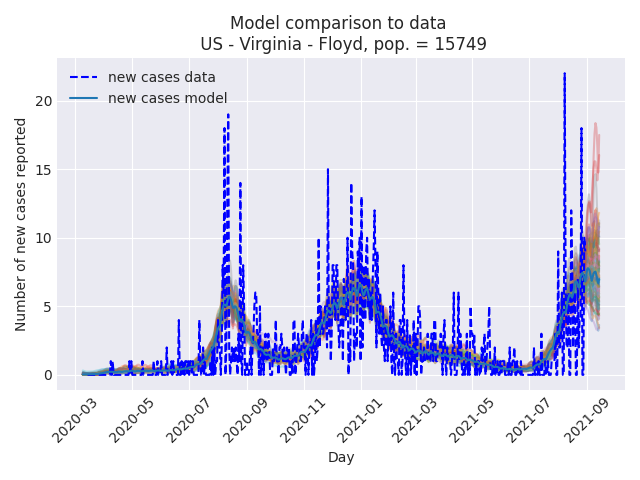 Model comparison to data
US - Virginia - Floyd, pop. = 15749
new cases data
new cases model
Number of new cases reported
20
15
10
5
0
2020-03
2020-05
2020-07
2020-09
2020-11
2021-01
2021-03
2021-05
2021-07
2021-09
Day